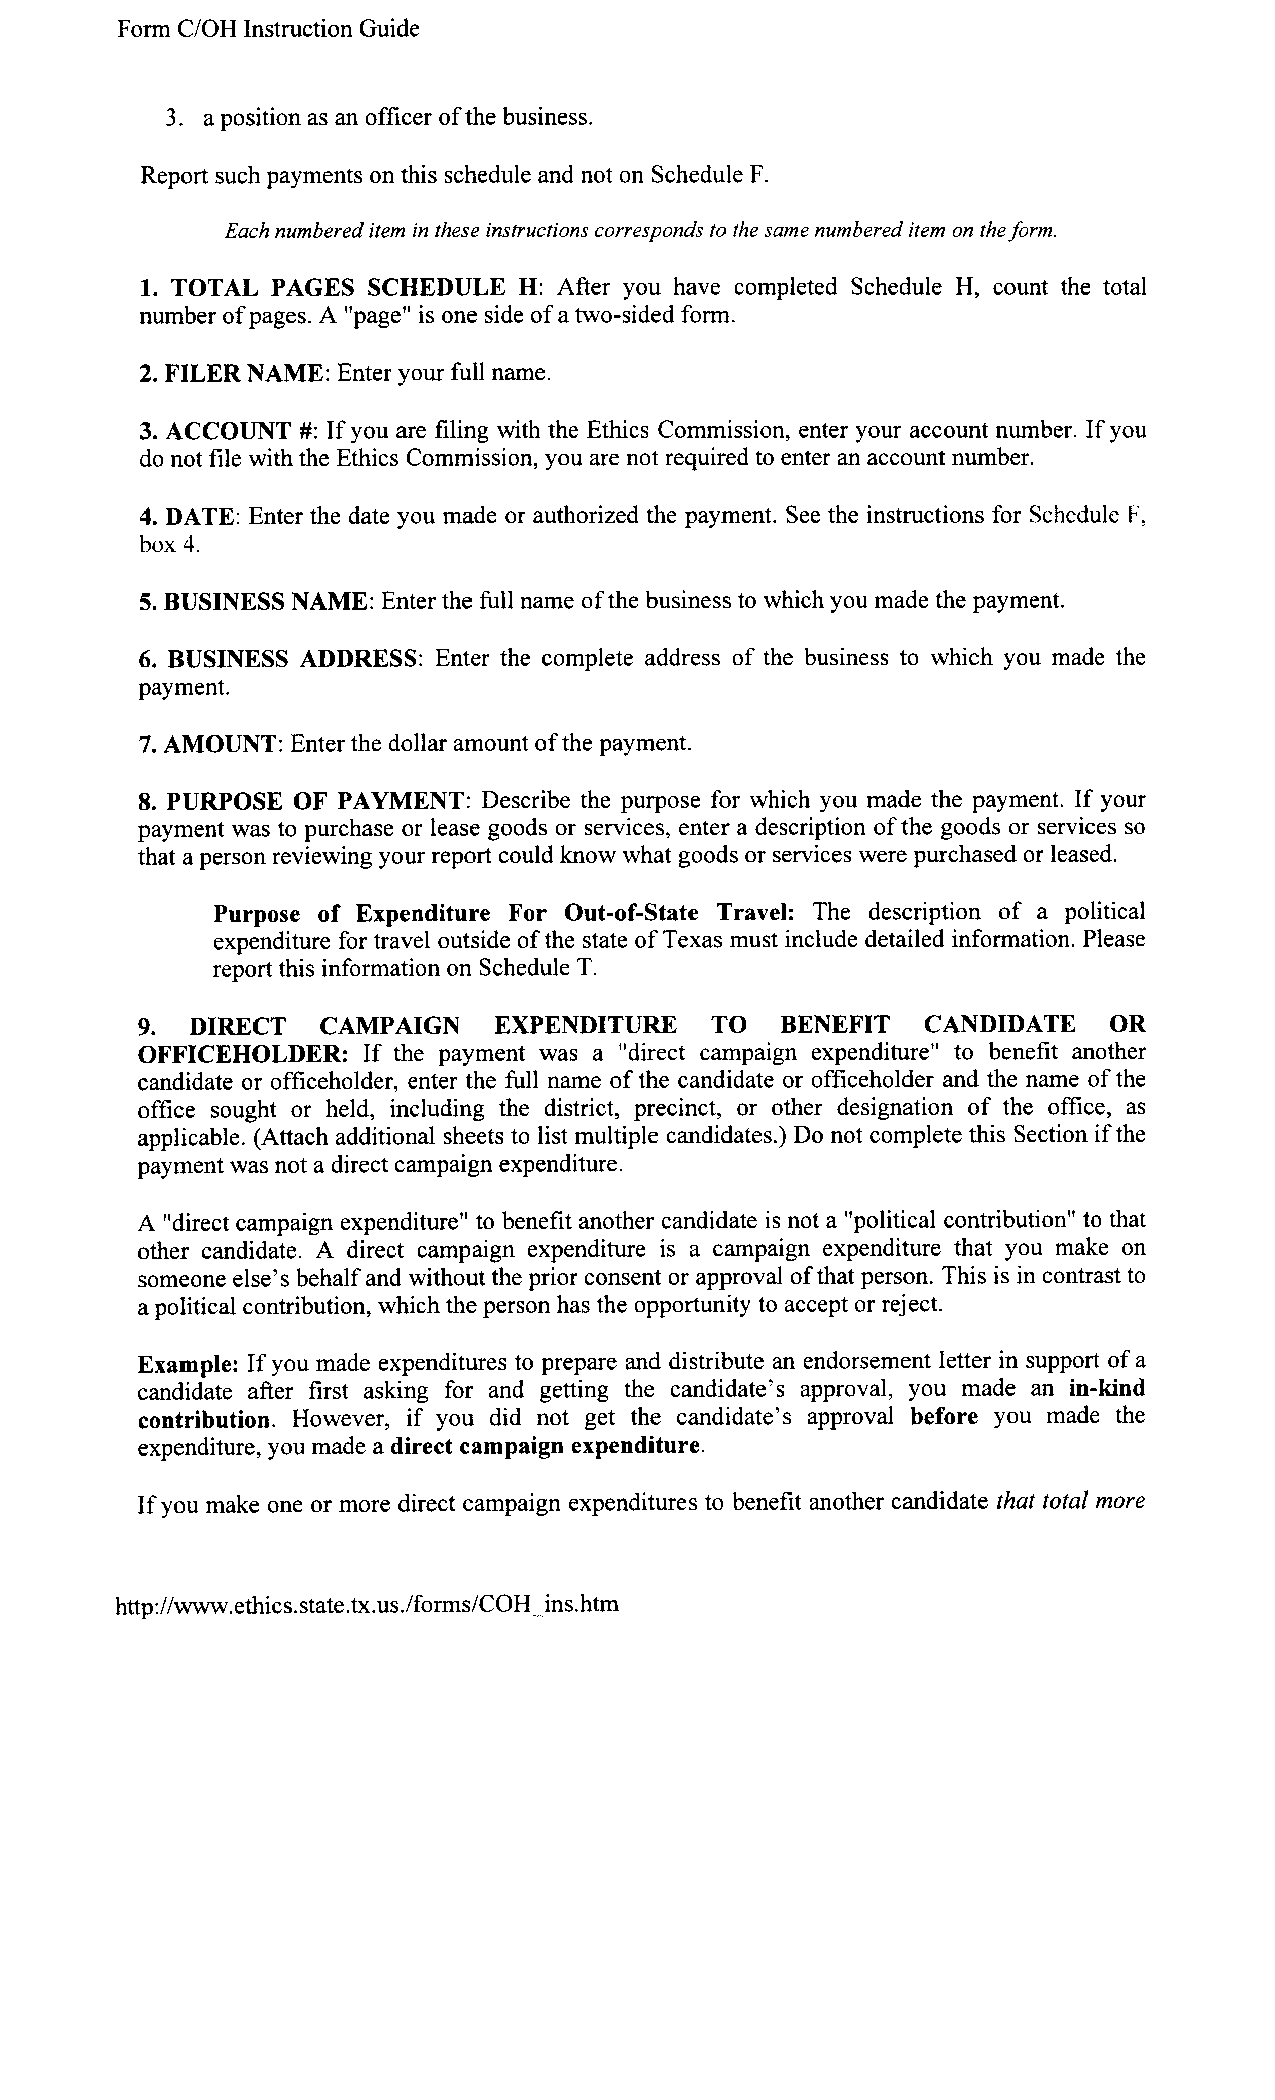 Form C/OH Instruction Guide
3. a position as an officer of the business.
Report such payments on this schedule and not on Schedule F.
Each numbered item in these instructions corresponds to the same numbered item on the form.
1. TOTAL PAGES SCHEDULE H: After you have completed Schedule H, count the total
number of pages. A "page" is one side of a two-sided form.
2. FILER NAME: Enter your full name.
3. ACCOUNT #: If you are filing with the Ethics Commission, enter your account number. If you
do not file with the Ethics Commission, you are not required to enter an account number.
4. DATE: Enter the date you made or authorized the payment. See the instructions for Schedule F,
box 4.
5. BUSINESS NAME: Enter the full name of the business to which you made the payment.
6. BUSINESS ADDRESS: Enter the complete address of the business to which you made the
payment.
7. AMOUNT: Enter the dollar amount of the payment.
8. PURPOSE OF PAYMENT: Describe the purpose for which you made the payment. If your
payment was to purchase or lease goods or services, enter a description of the goods or services so
that a person reviewing your report could know what goods or services were purchased or leased.
Purpose of Expenditure For Out-of-State Travel: The description of a political
expenditure for travel outside of the state of Texas must include detailed information. Please
report this information on Schedule T.
9. DIRECT CAMPAIGN EXPENDITURE TO BENEFIT CANDIDATE OR
OFFICEHOLDER: If the payment was a "direct campaign expenditure" to benefit another
candidate or officeholder, enter the full name of the candidate or officeholder and the name of the
office sought or held, including the district, precinct, or other designation of the office, as
applicable. (Attach additional sheets to list multiple candidates.) Do not complete this Section if the
payment was not a direct campaign expenditure.
A "direct campaign expenditure" to benefit another candidate is not a "political contribution" to that
other candidate. A direct campaign expenditure is a campaign expenditure that you make on
someone else's behalf and without the prior consent or approval of that person. This is in contrast to
a political contribution, which the person has the opportunity to accept or reject.
Example: If you made expenditures to prepare and distribute an endorsement letter in support of a
candidate after first asking for and getting the candidate's approval, you made an in-kind
contribution. However, if you did not get the candidate's approval before you made the
expenditure, you made a direct campaign expenditure.
If you make one or more direct campaign expenditures to benefit another candidate that total more
http://www.ethics.state.tx.us./forms/COH_ins.htm